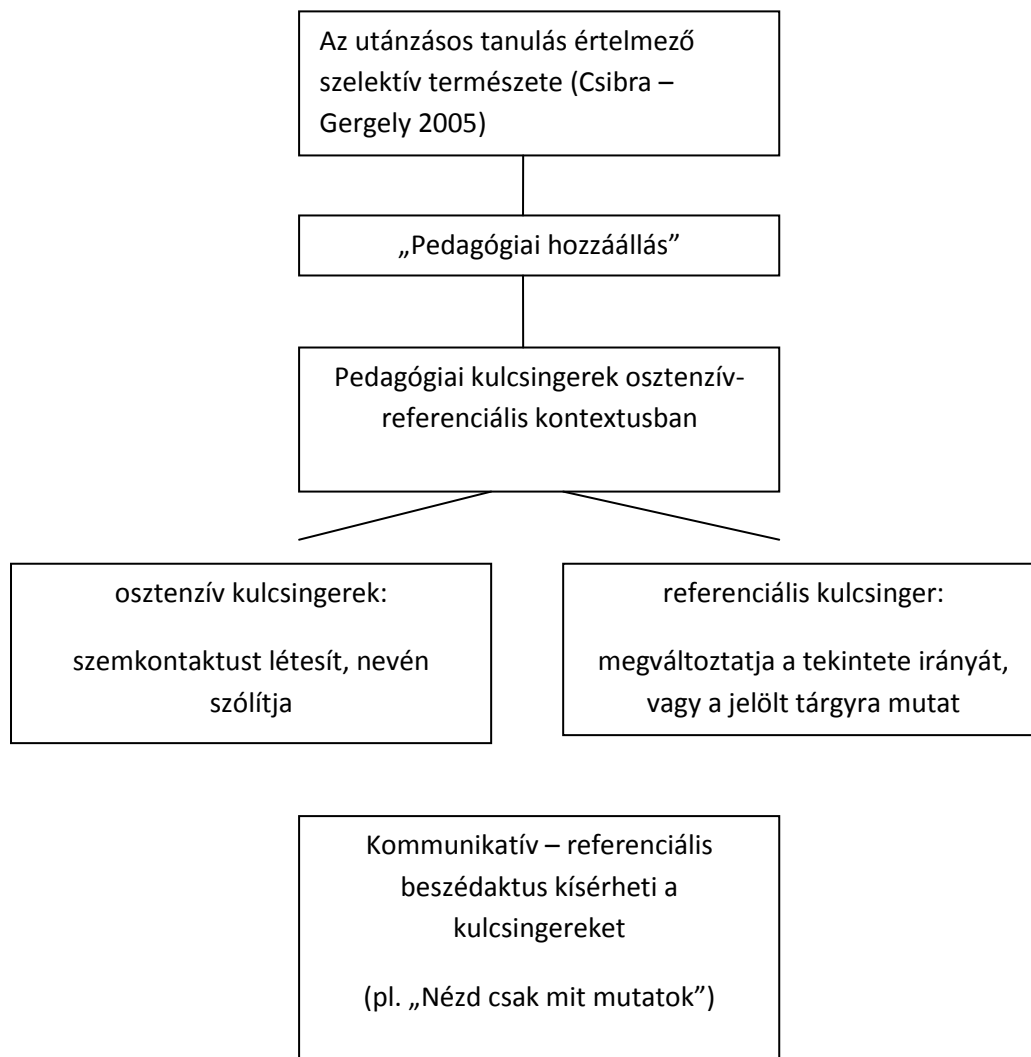 Az utánzásos tanulás értelmező
szelektív természete (Csibra –
Gergely 2005)
„Pedagógiai hozzáállás”
Pedagógiai kulcsingerek osztenzív-
referenciális kontextusban
osztenzív kulcsingerek:
szemkontaktust létesít, nevén
szólítja
referenciális kulcsinger:
megváltoztatja a tekintete irányát,
vagy a jelölt tárgyra mutat
Kommunikatív – referenciális
beszédaktus kísérheti a
kulcsingereket
(pl. „Nézd csak mit mutatok”)